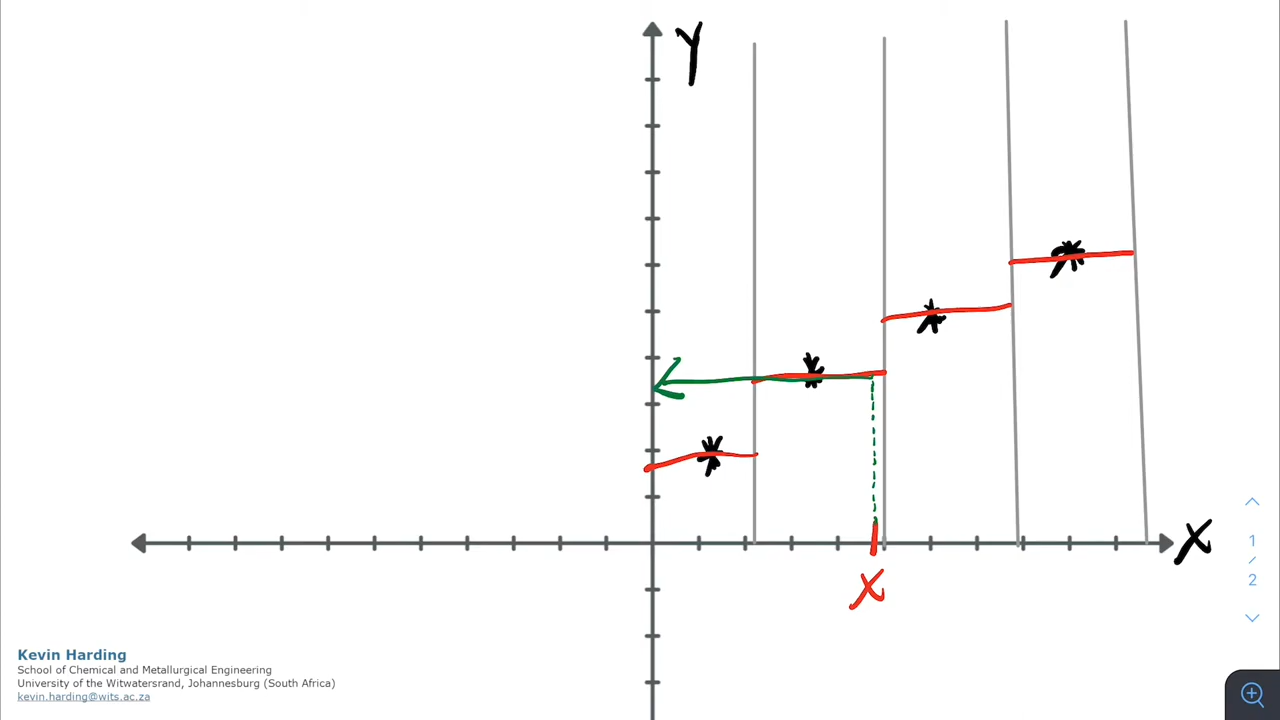 Y
X
X
1
/
2
Kevin Harding
School of Chemical and Metallurgical Engineering
University of the Witwatersrand, Johannesburg (South Africa)
kevin.harding@wits.ac.za